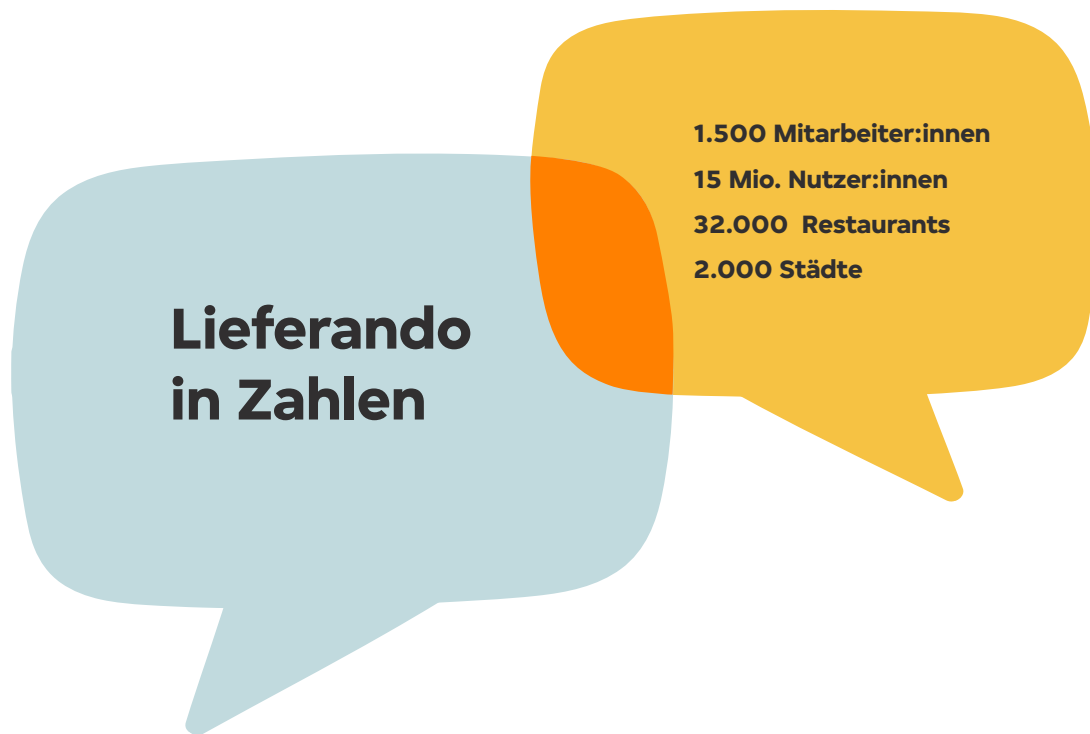 Lieferando
in Zahlen
1.500 Mitarbeiter:innen
15 Mio. Nutzer:innen
32.000  Restaurants
2.000 Städte